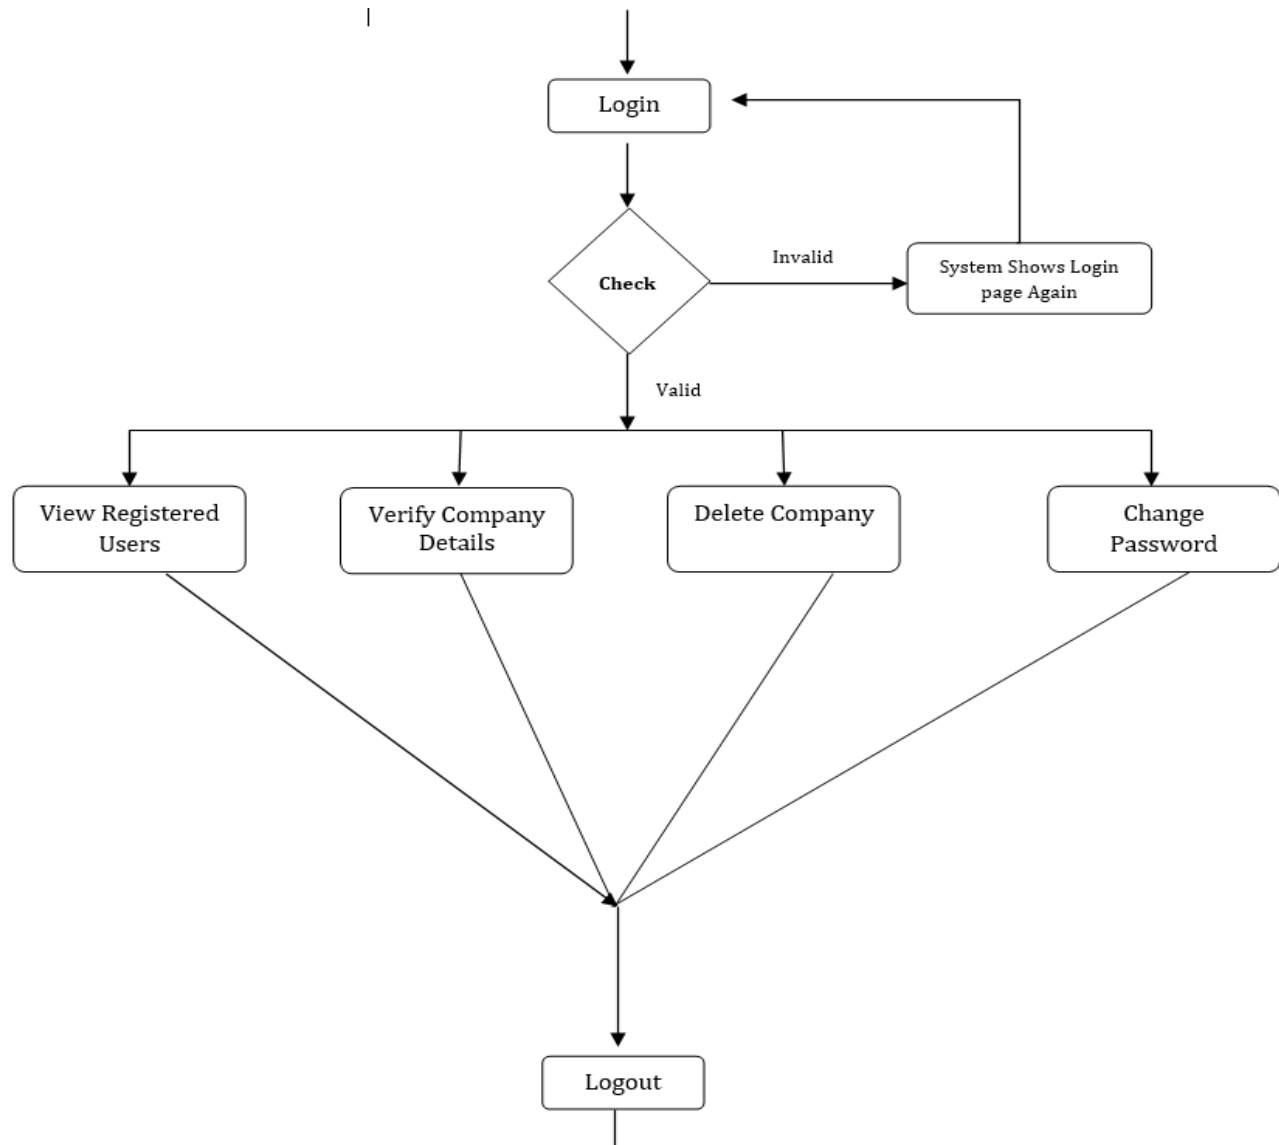 Login
Check
Invalid
System Shows Login
page Again
Valid
View Registered
Users
Verify Company
Details
Delete Company
Change
Password
Logout